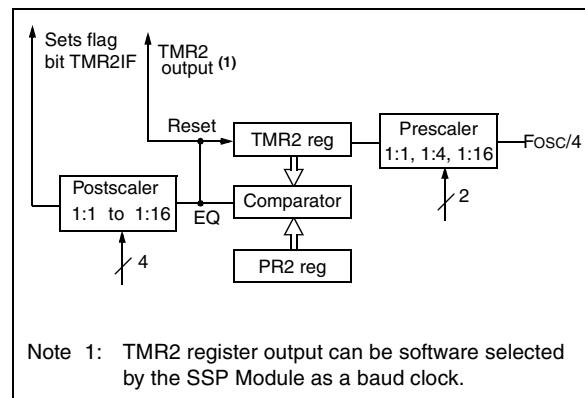 Sets flag
bit TMR2IF
TMR2
output (1)
Reset
TMR2 reg
Prescaler
1:1, 1:4, 1:16
FOSC/4
2
Postscaler
1:1 to 1:16
EQ
Comparator
4
PR2 reg
Note 1: TMR2 register output can be software selected
by the SSP Module as a baud clock.